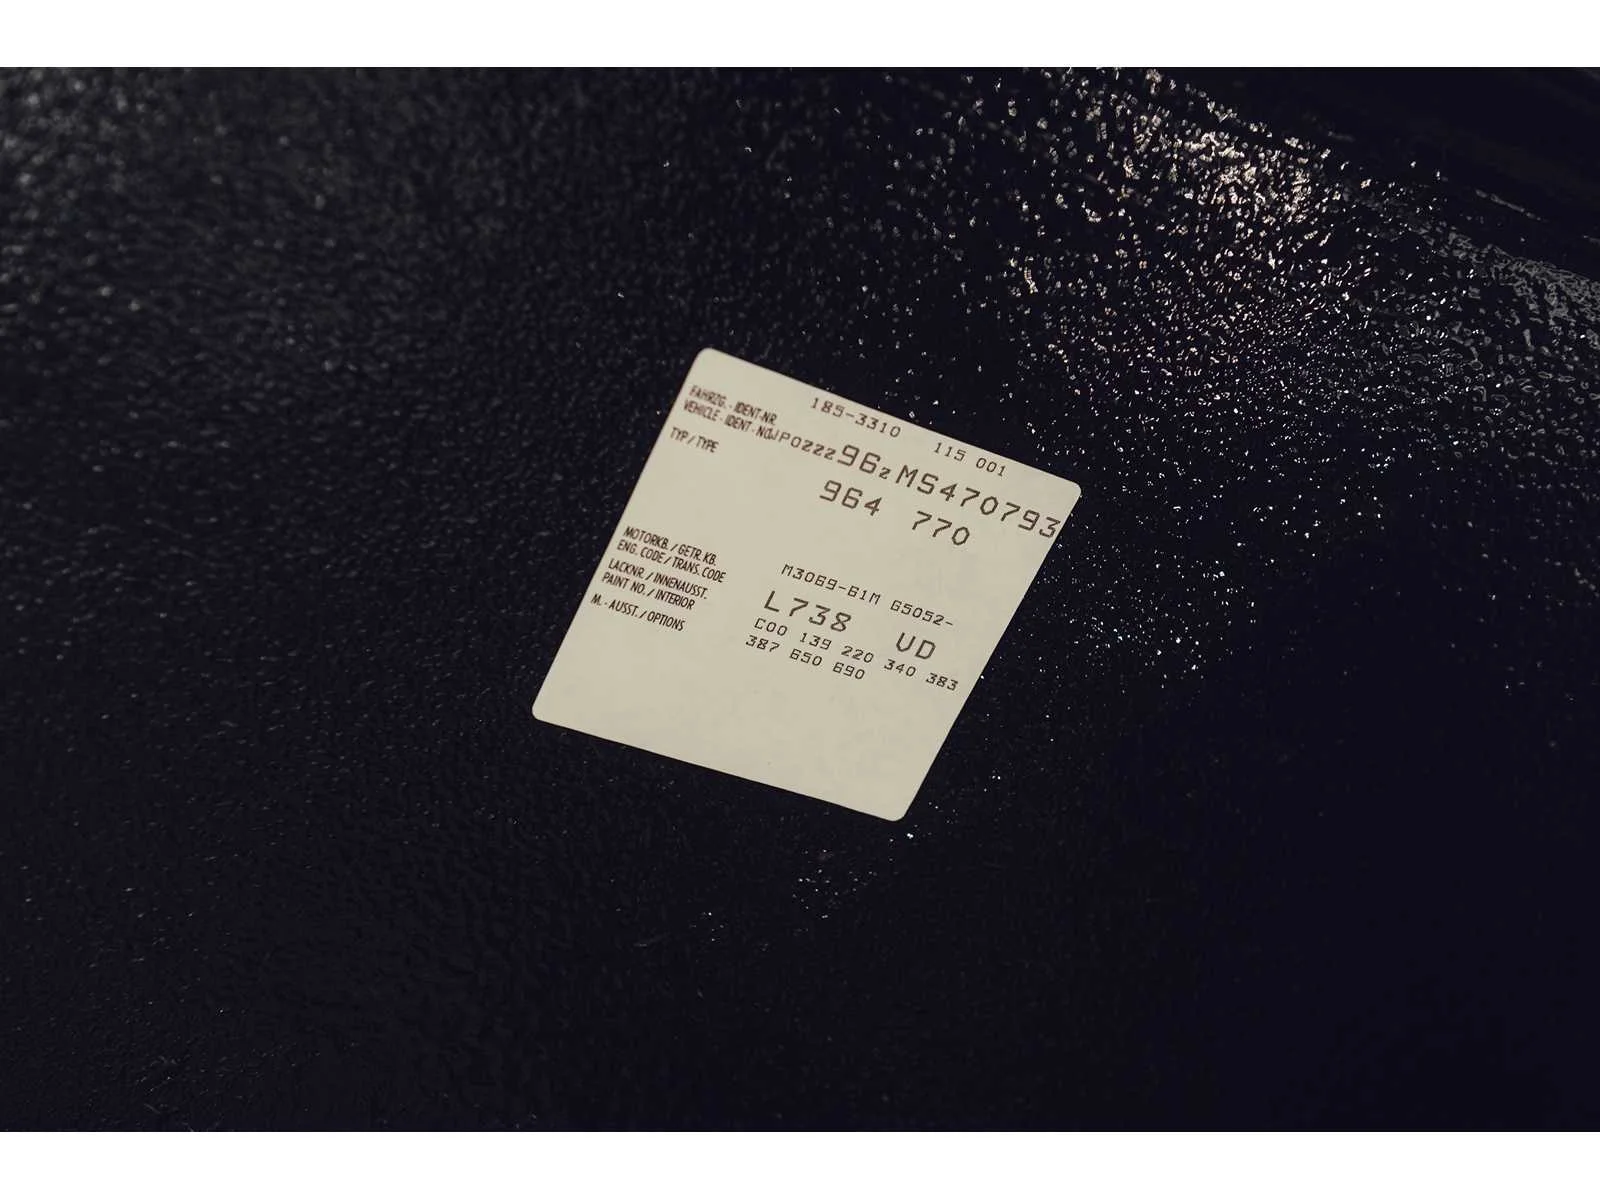 185-3310 115 001
FAHRZG. - IDENT-NR.
VEHICLE - IDENT - NO. WP0ZZZ96ZMS470793
TYP / TYPE 964 770
MOTORKB. / GETR.KB.
ENG. CODE / TRANS. CODE M3069-61M G5052-
LACKNR. / INNENAUSST.
PAINT NO. / INTERIOR L738 UD
M. - AUSST. / OPTIONS C00 139 220 340 383
387 650 690